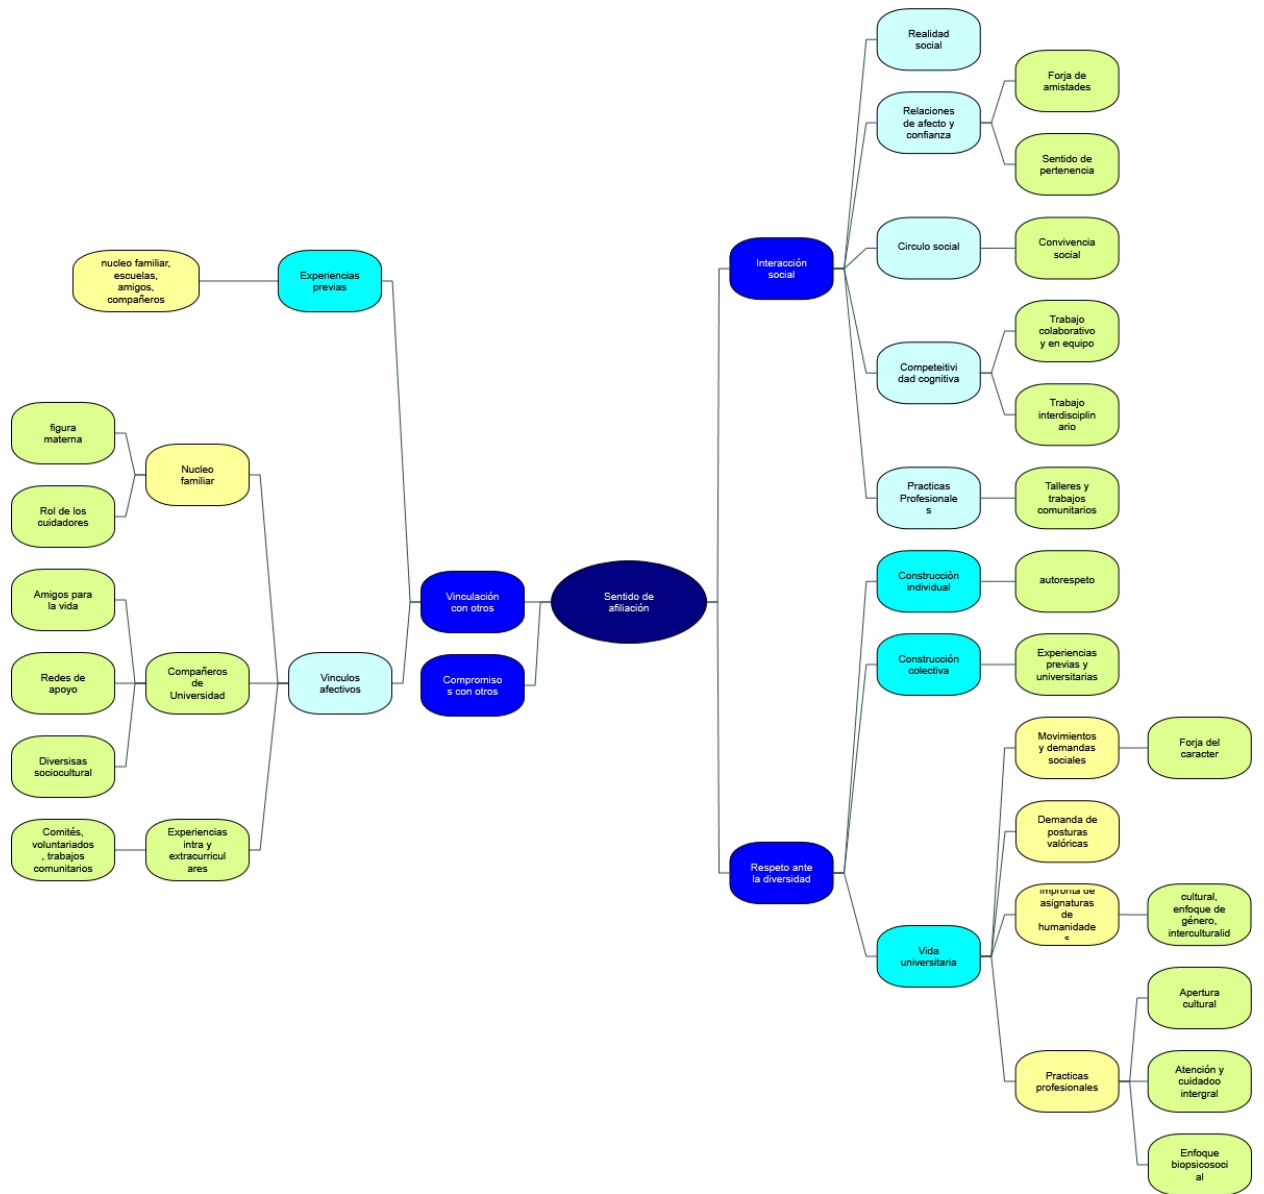 Realidad
social
Forja de
amistades
Relaciones
de afecto y
confianza
Sentido de
pertenencia
Circulo social
Convivencia
social
Interacción
social
Trabajo
colaborativo
y en equipo
Competeitivi
dad cognitiva
Trabajo
interdisciplin
ario
Practicas
Profesionale
s
Talleres y
trabajos
comunitarios
nucleo familiar,
escuelas,
amigos,
compañeros
Experiencias
previas
figura
materna
Nucleo
familiar
Rol de los
cuidadores
Amigos para
la vida
Redes de
apoyo
Compañeros
de
Universidad
Diversisas
sociocultural
Comités,
voluntariados
, trabajos
comunitarios
Experiencias
intra y
extracurricul
ares
Vinculos
afectivos
Vinculación
con otros
Compromiso
s con otros
Sentido de
afiliación
Construcciòn
individual
autorespeto
Construcción
colectiva
Experiencias
previas y
universitarias
Respeto ante
la diversidad
Vida
universitaria
Movimientos
y demandas
sociales
Forja del
caracter
Demanda de
posturas
valóricas
Impronta de
asignaturas
de
humanidade
s
cultural,
enfoque de
género,
interculturalid
Practicas
profesionales
Apertura
cultural
Atención y
cuidadoo
intergral
Enfoque
biopsicosoci
al